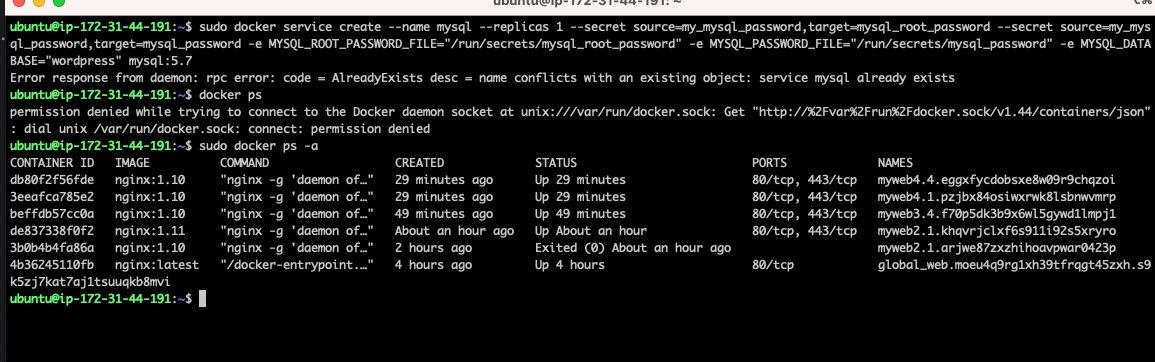 ubuntu@ip-172-31-44-191: ~
ubuntu@ip-172-31-44-191:~$ sudo docker service create --name mysql --replicas 1 --secret source=my_mysql_password,target=mysql_root_password --secret source=my_mys
ql_password,target=mysql_password -e MYSQL_ROOT_PASSWORD_FILE="/run/secrets/mysql_root_password" -e MYSQL_PASSWORD_FILE="/run/secrets/mysql_password" -e MYSQL_DATA
BASE="wordpress" mysql:5.7
Error response from daemon: rpc error: code = AlreadyExists desc = name conflicts with an existing object: service mysql already exists
ubuntu@ip-172-31-44-191:~$ docker ps
permission denied while trying to connect to the Docker daemon socket at unix:///var/run/docker.sock: Get "http://%2Fvar%2Frun%2Fdocker.sock/v1.44/containers/json"
: dial unix /var/run/docker.sock: connect: permission denied
ubuntu@ip-172-31-44-191:~$ sudo docker ps -a
CONTAINER ID IMAGE COMMAND CREATED STATUS PORTS NAMES
db80f2f56fde nginx:1.10 "nginx -g 'daemon of…" 29 minutes ago Up 29 minutes 80/tcp, 443/tcp myweb4.4.eggxfycdobsxe8w09r9chqzoi
3eeafca785e2 nginx:1.10 "nginx -g 'daemon of…" 29 minutes ago Up 29 minutes 80/tcp, 443/tcp myweb4.1.pzjbx84osiwxrwk8lsbnwvmrp
beffdb57cc0a nginx:1.10 "nginx -g 'daemon of…" 49 minutes ago Up 49 minutes 80/tcp, 443/tcp myweb3.4.f70p5dk3b9x6wl5gywd1lmpj1
de837338f0f2 nginx:1.11 "nginx -g 'daemon of…" About an hour ago Up About an hour 80/tcp, 443/tcp myweb2.1.khqvrjclxf6s911i92s5xryro
3b0b4b4fa86a nginx:1.10 "nginx -g 'daemon of…" 2 hours ago Exited (0) About an hour ago myweb2.1.arjwe87zxzhihoavpwar0423p
4b36245110fb nginx:latest "/docker-entrypoint.…" 4 hours ago Up 4 hours 80/tcp global_web.moeu4q9rg1xh39tfrqgt45zxh.s9
k5zj7kat7aj1tsuuqkb8mvi
ubuntu@ip-172-31-44-191:~$